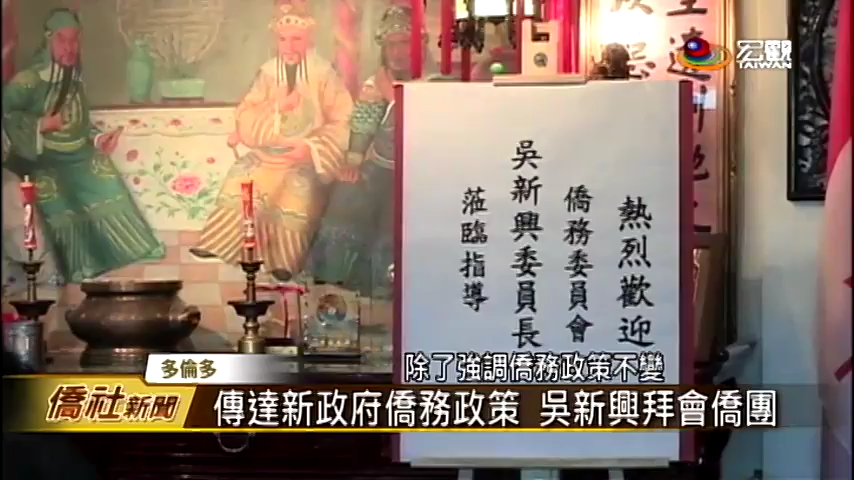 宏觀
TAIWAN
熱烈歡迎
僑務委員會
吳新興委員長
蒞臨指導
多倫多
除了強調僑務政策不變
僑社新聞
傳達新政府僑務政策 吳新興拜會僑團